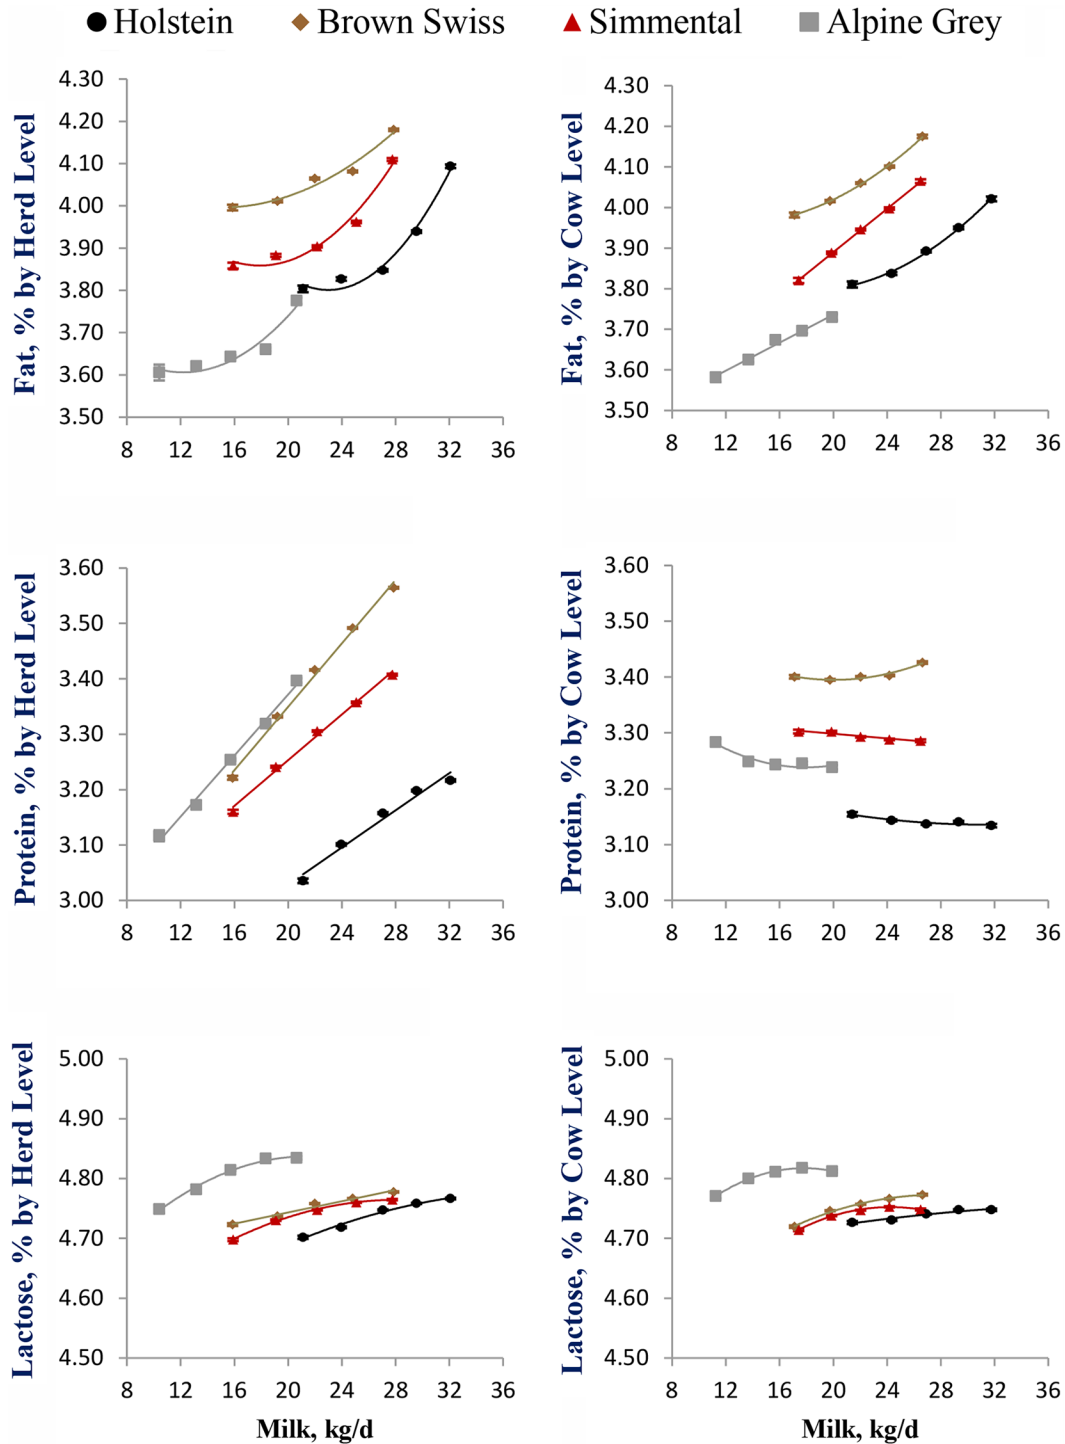 Holstein Brown Swiss Simmental Alpine Grey
Fat, % by Herd Level
4.30
4.20
4.10
4.00
3.90
3.80
3.70
3.60
3.50
8 12 16 20 24 28 32 36
Fat, % by Cow Level
4.30
4.20
4.10
4.00
3.90
3.80
3.70
3.60
3.50
8 12 16 20 24 28 32 36
Protein, % by Herd Level
3.60
3.50
3.40
3.30
3.20
3.10
3.00
8 12 16 20 24 28 32 36
Protein, % by Cow Level
3.60
3.50
3.40
3.30
3.20
3.10
3.00
8 12 16 20 24 28 32 36
Lactose, % by Herd Level
5.00
4.90
4.80
4.70
4.60
4.50
8 12 16 20 24 28 32 36
Milk, kg/d
Lactose, % by Cow Level
5.00
4.90
4.80
4.70
4.60
4.50
8 12 16 20 24 28 32 36
Milk, kg/d